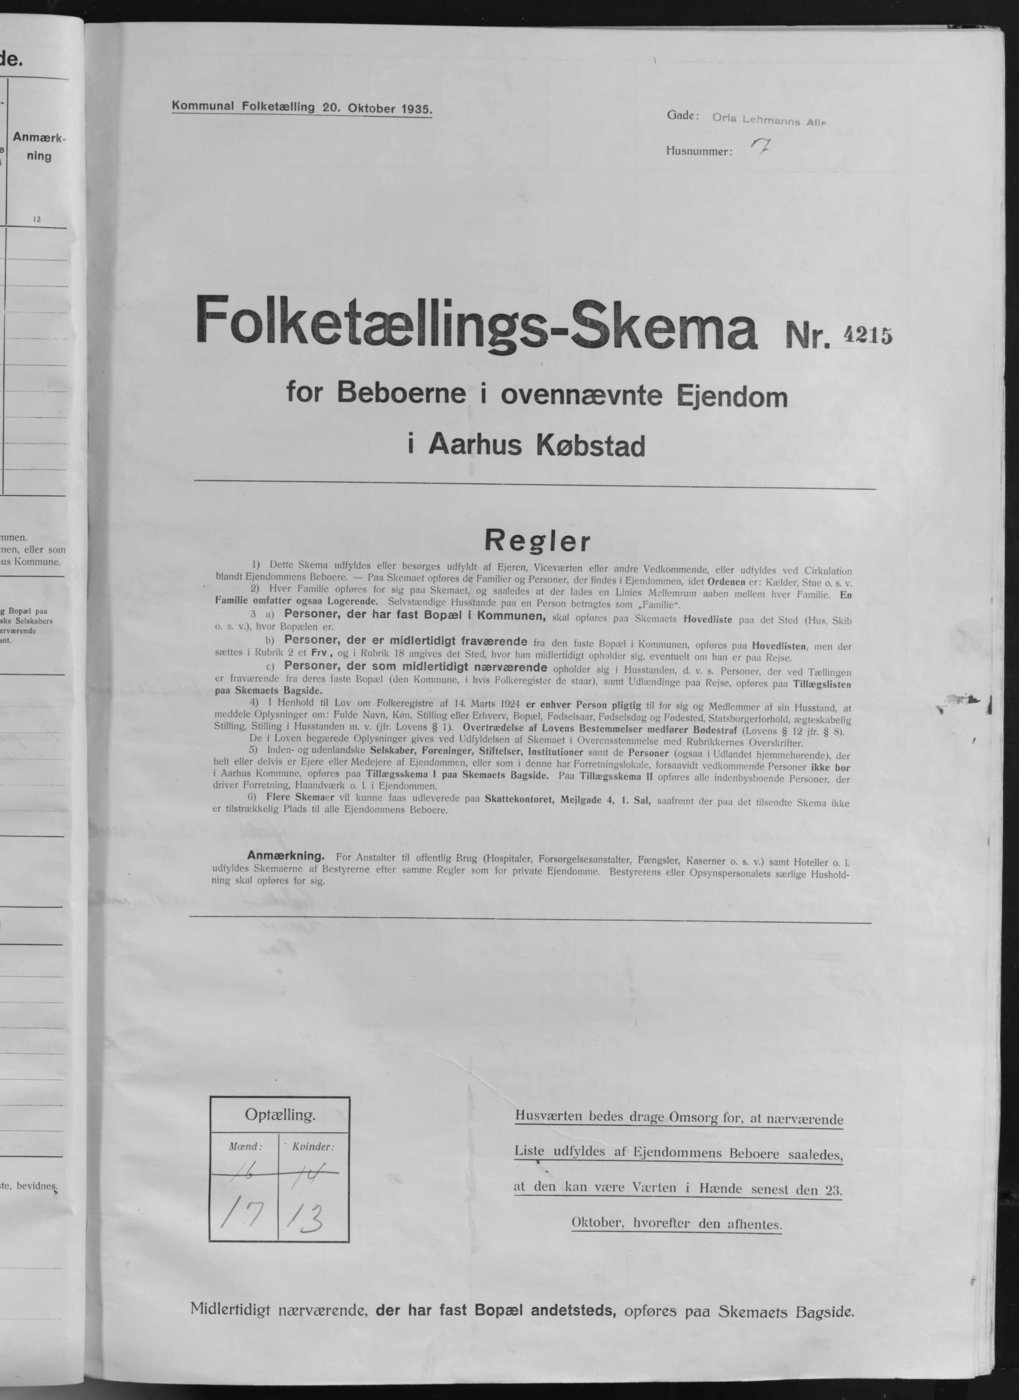 de.
Anmærk-
ning
12
mmen.
men, eller som
us Kommune.
g Bopæl paa
ske Selskabers
erværende
ant.
te, bevidnes,
Kommunal Folketælling 20. Oktober 1935.
Gade: Orla Lehmanns Alle
Husnummer: 7
Folketællings-Skema Nr. 4215
for Beboerne i ovennævnte Ejendom
i Aarhus Købstad
Regler
1) Dette Skema udfyldes eller besørges udfyldt af Ejeren, Viceværten eller andre Vedkommende, eller udfyldes ved Cirkulation
blandt Ejendommens Beboere. — Paa Skemaet opføres de Familier og Personer, der findes i Ejendommen, idet Ordenen er: Kælder, Stue o. s. v.
2) Hver Familie opføres for sig paa Skemaet, og saaledes at der lades en Linies Mellemrum aaben mellem hver Familie. En
Familie omfatter ogsaa Logerende. Selvstændige Husstande paa en Person betragtes som „Familie“.
3 a) Personer, der har fast Bopæl i Kommunen, skal opføres paa Skemaets Hovedliste paa det Sted (Hus, Skib
o. s. v.), hvor Bopælen er.
b) Personer, der er midlertidigt fraværende fra den faste Bopæl i Kommunen, opføres paa Hovedlisten, men der
sættes i Rubrik 2 et Frv., og i Rubrik 18 angives det Sted, hvor han midlertidigt opholder sig, eventuelt om han er paa Rejse.
c) Personer, der som midlertidigt nærværende opholder sig i Husstanden, d. v. s. Personer, der ved Tællingen
er fraværende fra deres faste Bopæl (den Kommune, i hvis Folkeregister de staar), samt Udlændinge paa Rejse, opføres paa Tillægslisten
paa Skemaets Bagside.
4) I Henhold til Lov om Folkeregistre af 14. Marts 1924 er enhver Person pligtig til for sig og Medlemmer af sin Husstand, at
meddele Oplysninger om: Fulde Navn, Køn, Stilling eller Erhverv, Bopæl, Fødselsaar, Fødselsdag og Fødested, Statsborgerforhold, ægteskabelig
Stilling, Stilling i Husstanden m. v. (jfr. Lovens § 1). Overtrædelse af Lovens Bestemmelser medfører Bødestraf (Lovens § 12 jfr. § 8).
De i Loven begærede Oplysninger gives ved Udfyldelsen af Skemaet i Overensstemmelse med Rubrikkernes Overskrifter.
5) Inden- og udenlandske Selskaber, Foreninger, Stiftelser, Institutioner samt de Personer (ogsaa i Udlandet hjemmehørende), der
helt eller delvis er Ejere eller Medejere af Ejendommen, eller som i denne har Forretningslokale, forsaavidt vedkommende Personer ikke bor
i Aarhus Kommune, opføres paa Tillægsskema I paa Skemaets Bagside. Paa Tillægsskema II opføres alle indenbysboende Personer, der
driver Forretning, Haandværk o. l. i Ejendommen.
6) Flere Skemaer vil kunne faas udleverede paa Skattekontoret, Mejlgade 4, 1. Sal, saafremt der paa det tilsendte Skema ikke
er tilstrækkelig Plads til alle Ejendommens Beboere.
Anmærkning. For Anstalter til offentlig Brug (Hospitaler, Forsørgelsesanstalter, Fængsler, Kaserner o. s. v.) samt Hoteller o. l.
udfyldes Skemaerne af Bestyrerne efter samme Regler som for private Ejendomme. Bestyrerens eller Opsynspersonalets særlige Hushold-
ning skal opføres for sig.
Optælling.
Mænd: Kvinder:
16 14
17 13
Husværten bedes drage Omsorg for, at nærværende
Liste udfyldes af Ejendommens Beboere saaledes,
at den kan være Værten i Hænde senest den 23.
Oktober, hvorefter den afhentes.
Midlertidigt nærværende, der har fast Bopæl andetsteds, opføres paa Skemaets Bagside.